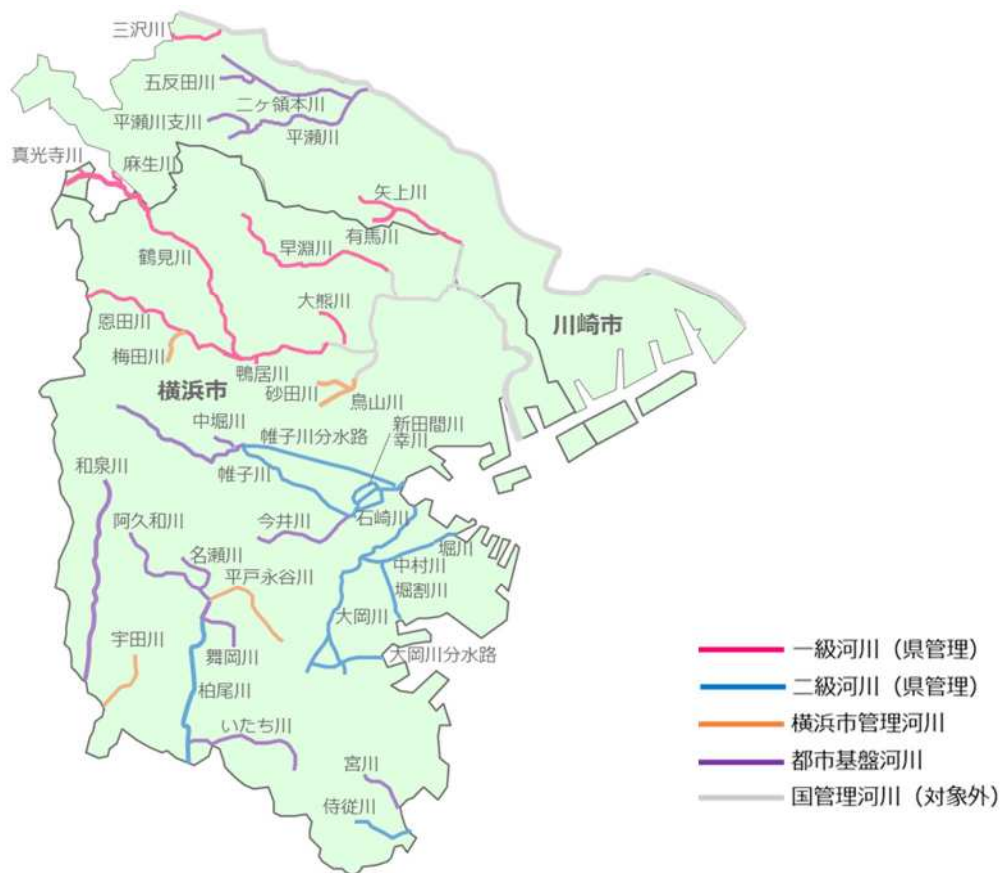 三沢川
五反田川
二ヶ領本川
平瀬川支川
平瀬川
真光寺川
麻生川
矢上川
有馬川
早淵川
鶴見川
大熊川
恩田川
川崎市
梅田川
鴨居川
横浜市
砂田川
鳥山川
中堀川
帷子川分水路
新田間川
幸川
和泉川
帷子川
阿久和川
今井川
石崎川
名瀬川
堀川
平戸永谷川
中村川
堀割川
大岡川
宇田川
舞岡川
大岡川分水路
柏尾川
いたち川
宮川
侍従川
一級河川（県管理）
二級河川（県管理）
横浜市管理河川
都市基盤河川
国管理河川（対象外）